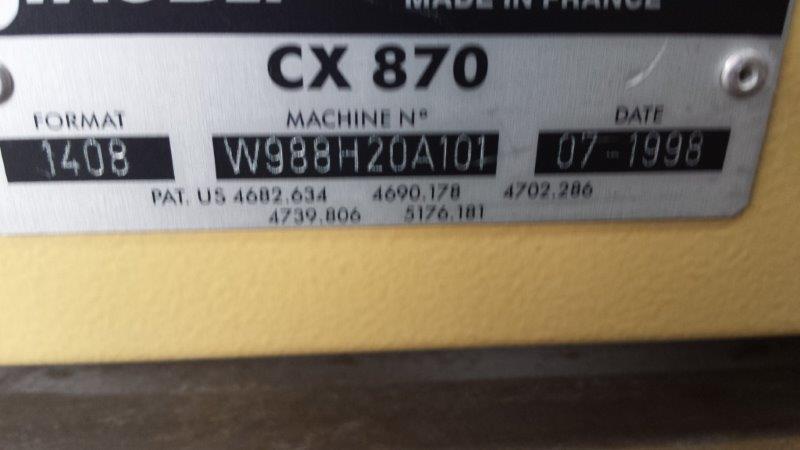 MADE IN FRANCE
CX 870
FORMAT MACHINE Nº DATE
1408 W988H20A101 07-1998
PAT. US 4682.634 4690.178 4702.286
4739.806 5176.181